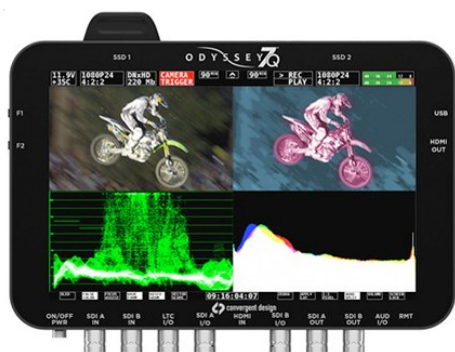 SSD 1
ODYSSEY7Q
SSD 2
11.9V 1080P24 DNxHD CAMERA 90 90 > REC 1080P24
+35C 4:2:2 220 Mb TRIGGER PLAY 4:2:2
F1
F2
USB
HDMI OUT
09:16:04:07
convergent design
ON/OFF PWR
SDI A IN
SDI B IN
LTC I/O
SDI A I/O
HDMI IN
SDI B I/O
SDI A OUT
SDI B OUT
AUD I/O
RMT